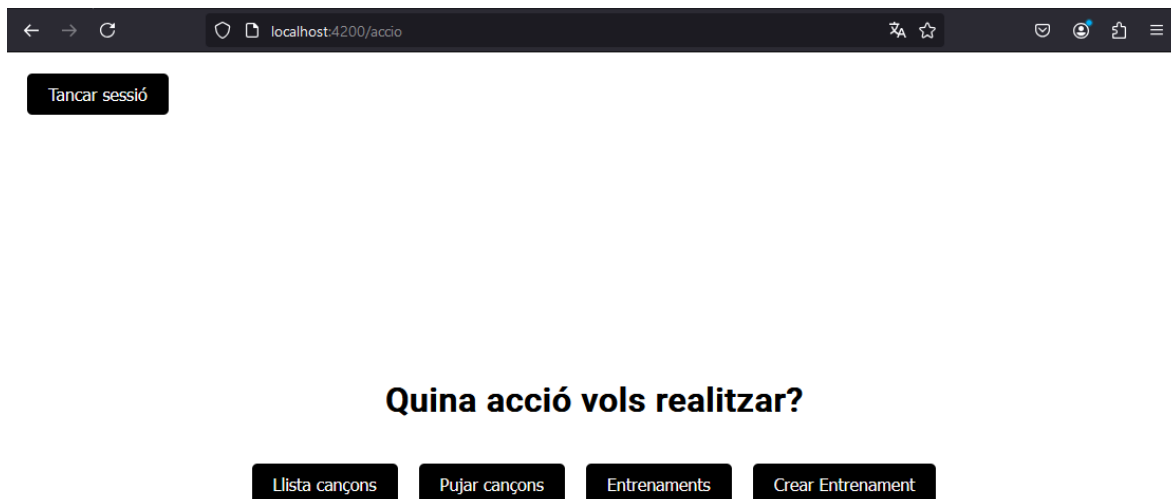 localhost:4200/accio
Tancar sessió
Quina acció vols realitzar?
Llista cançons Pujar cançons Entrenaments Crear Entrenament